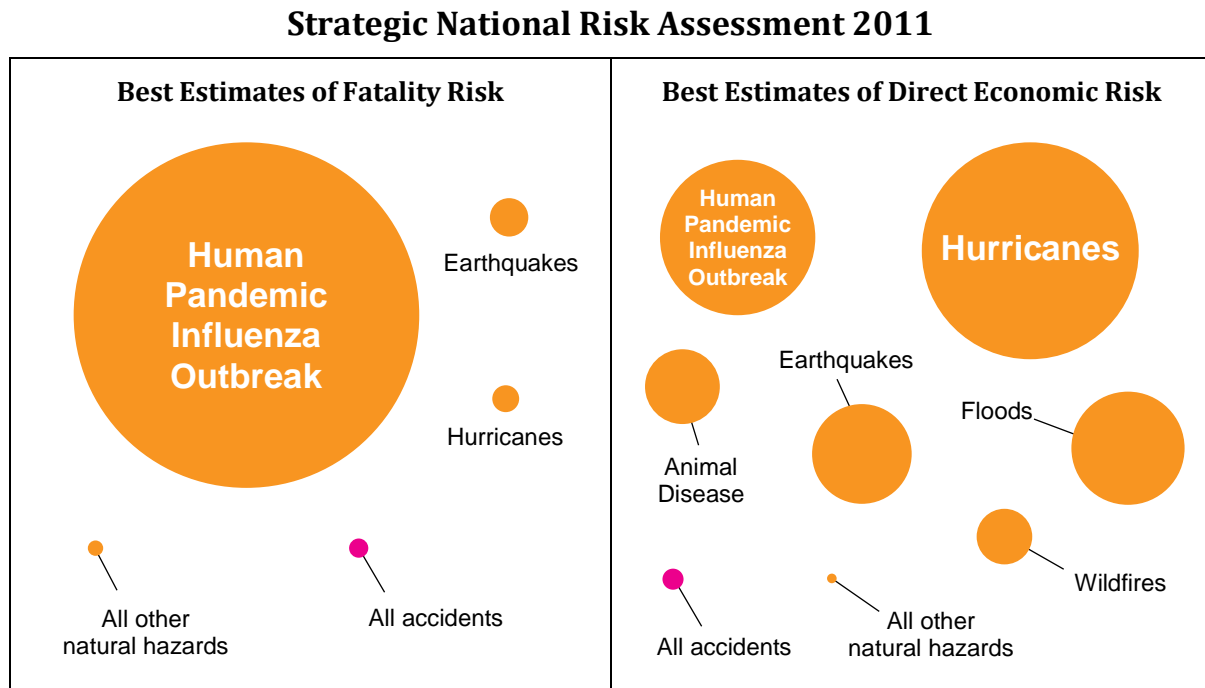 Strategic National Risk Assessment 2011
Best Estimates of Fatality Risk
Human
Pandemic
Influenza
Outbreak
Earthquakes
Hurricanes
All other
natural hazards
All accidents
Best Estimates of Direct Economic Risk
Human
Pandemic
Influenza
Outbreak
Hurricanes
Earthquakes
Floods
Animal
Disease
Wildfires
All accidents
All other
natural hazards